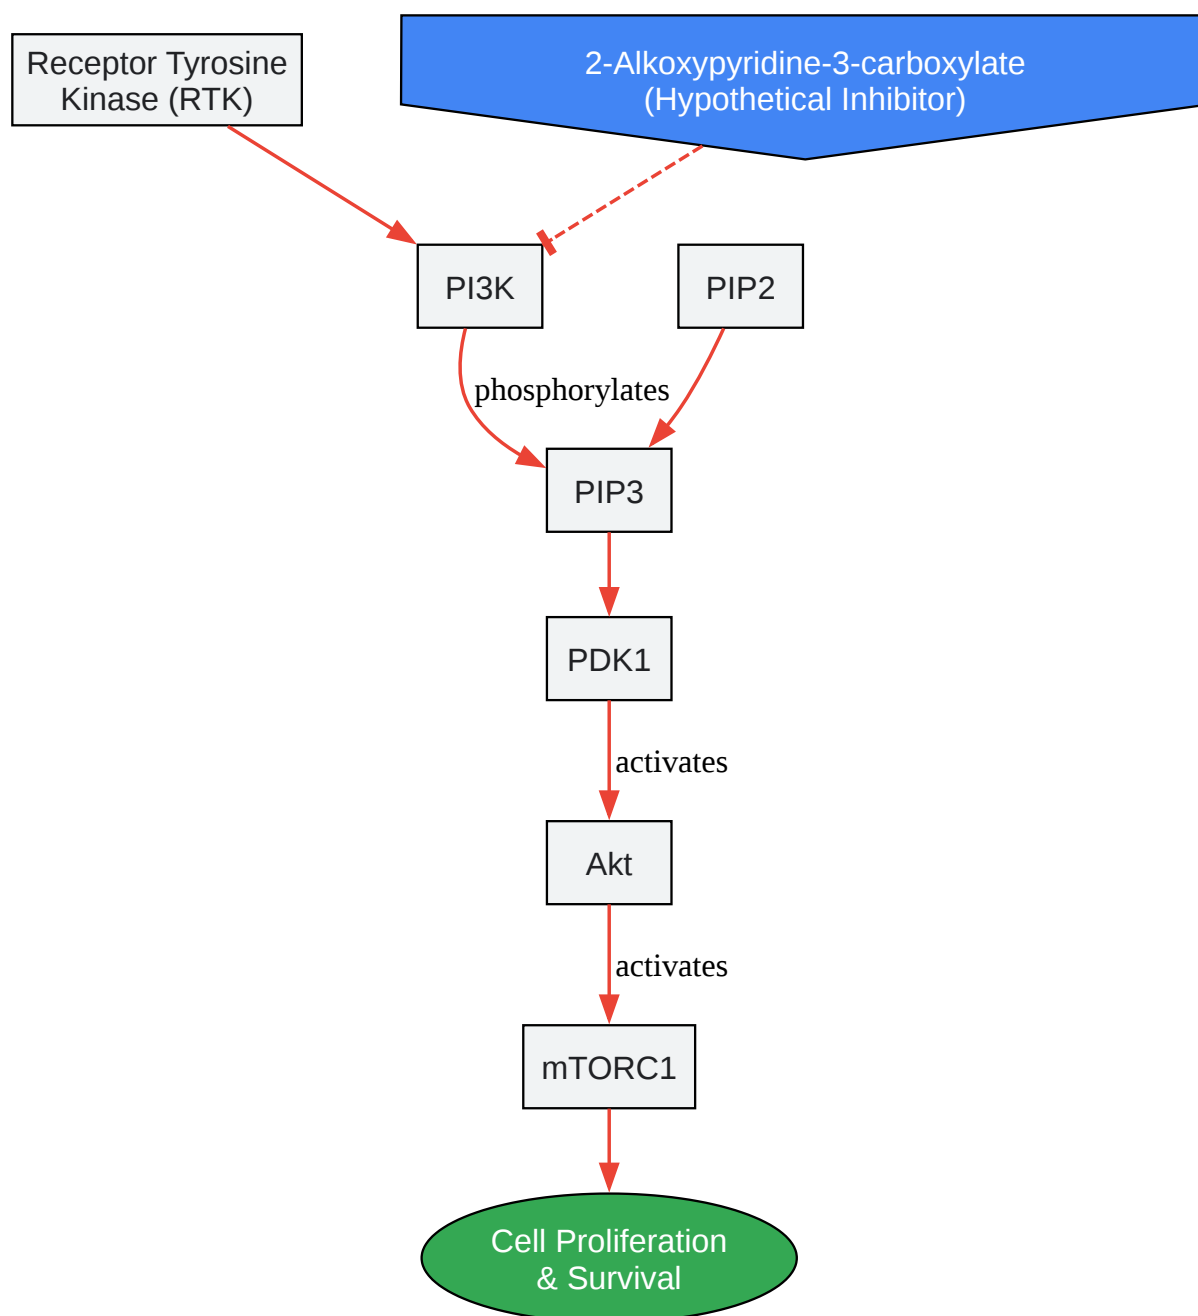 Receptor Tyrosine
Kinase (RTK)
2-Alkoxypyridine-3-carboxylate
(Hypothetical Inhibitor)
PI3K
PIP2
phosphorylates
PIP3
PDK1
activates
Akt
activates
mTORC1
Cell Proliferation
& Survival